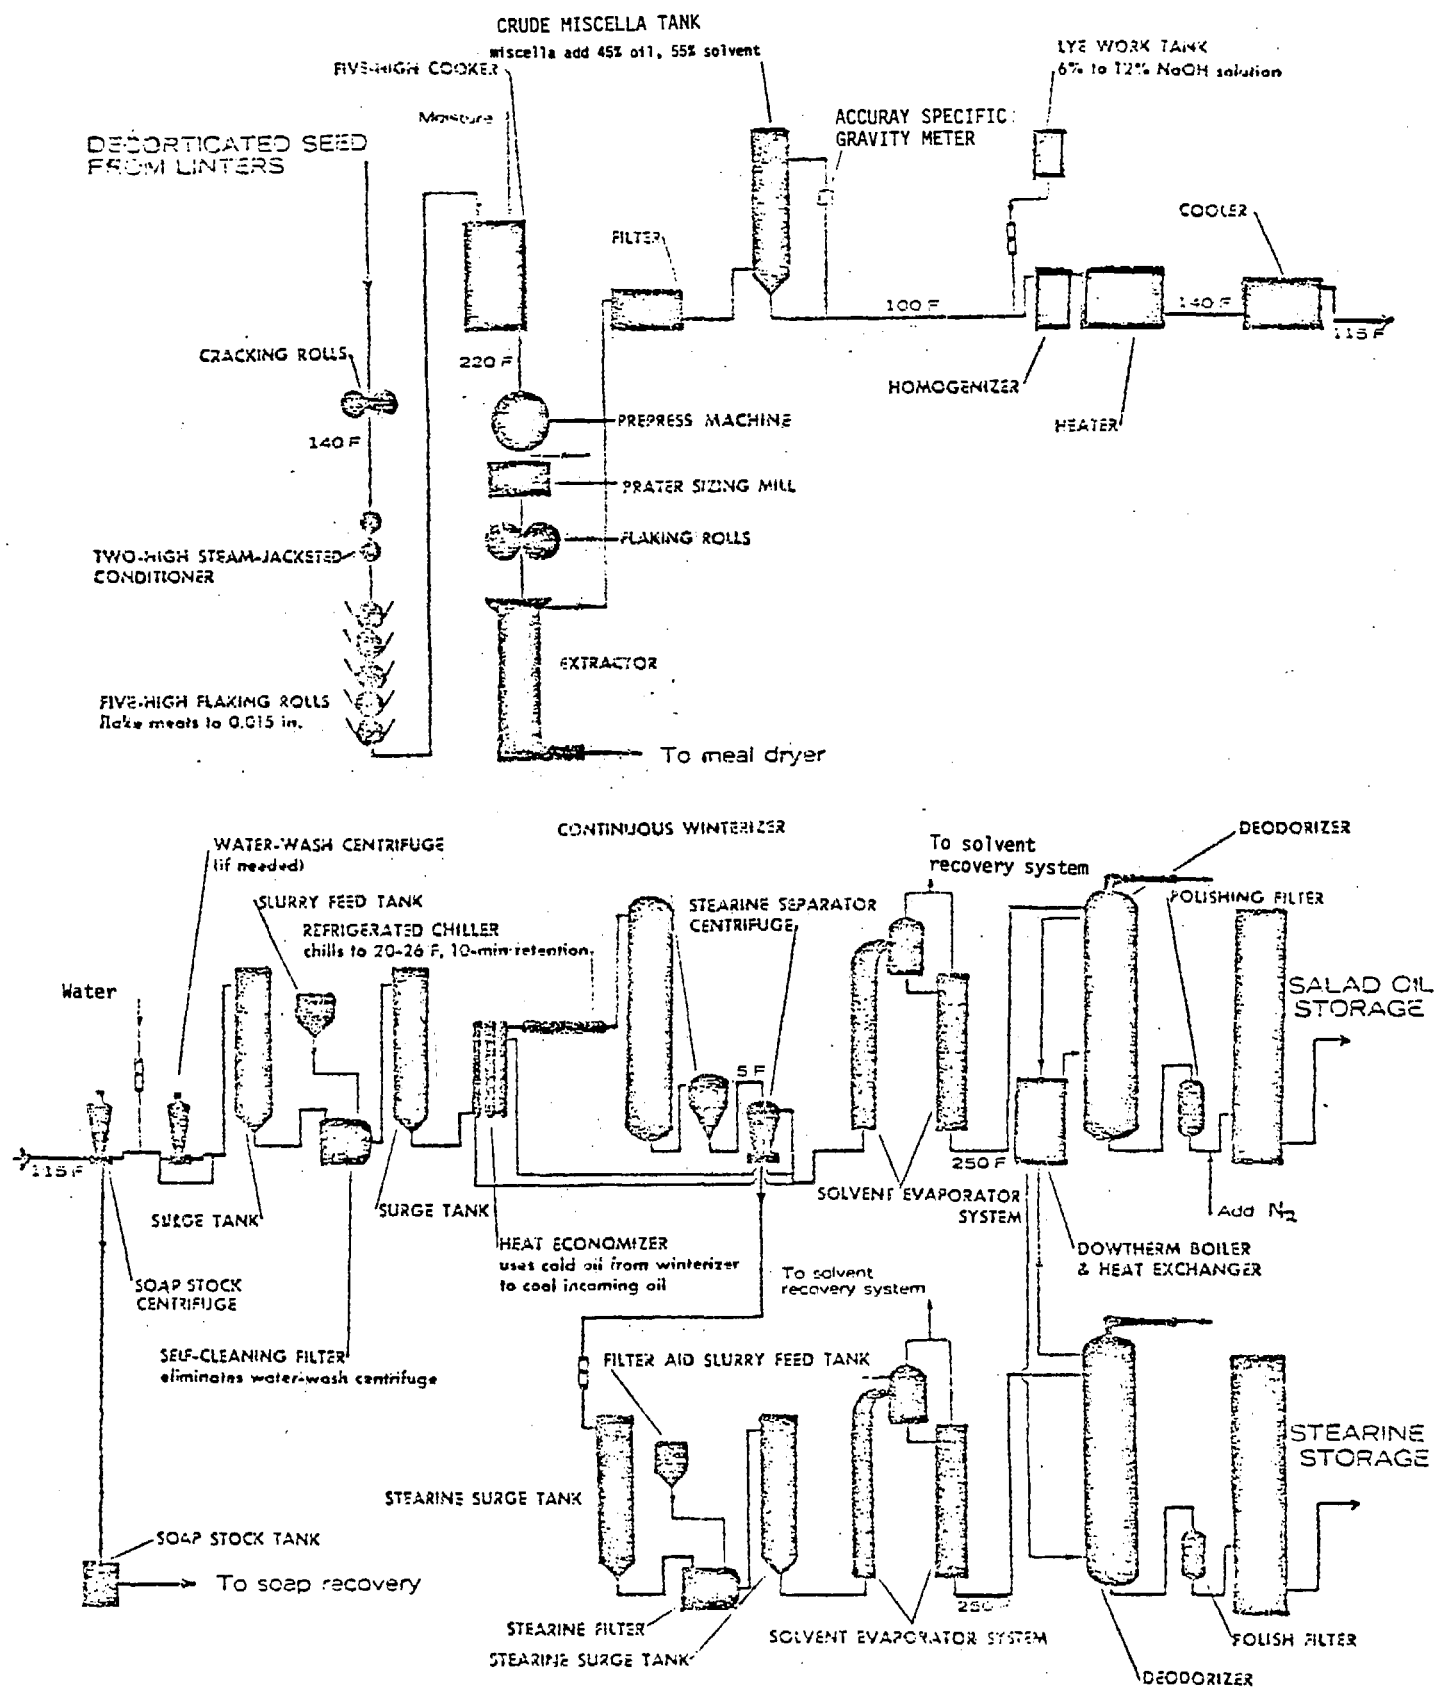 CRUDE MISCELLA TANK
miscella add 45% oil, 55% solvent
FIVE-HIGH COOKER
Moisture
LYE WORK TANK
6% to 12% NaOH solution
DECORTICATED SEED
FROM LINTERS
ACCURAY SPECIFIC
GRAVITY METER
FILTER
COOLER
100 F
140 F
115 F
CRACKING ROLLS
220 F
HOMOGENIZER
HEATER
140 F
PREPRESS MACHINE
PRATER SIZING MILL
FLAKING ROLLS
TWO-HIGH STEAM-JACKETED
CONDITIONER
EXTRACTOR
FIVE-HIGH FLAKING ROLLS
flake meats to 0.015 in.
To meal dryer
CONTINUOUS WINTERIZER
DEODORIZER
WATER-WASH CENTRIFUGE
(if needed)
To solvent
recovery system
SLURRY FEED TANK
STEARINE SEPARATOR
CENTRIFUGE
POLISHING FILTER
REFRIGERATED CHILLER
chills to 20-26 F, 10-min retention
Water
SALAD OIL
STORAGE
5 F
115 F
250 F
SURGE TANK
SURGE TANK
SOLVENT EVAPORATOR
SYSTEM
Add N2
HEAT ECONOMIZER
uses cold oil from winterizer
to cool incoming oil
DOWTHERM BOILER
& HEAT EXCHANGER
SOAP STOCK
CENTRIFUGE
To solvent
recovery system
SELF-CLEANING FILTER
eliminates water-wash centrifuge
FILTER AID SLURRY FEED TANK
STEARINE
STORAGE
STEARINE SURGE TANK
SOAP STOCK TANK
To soap recovery
250
STEARINE FILTER
SOLVENT EVAPORATOR SYSTEM
POLISH FILTER
STEARINE SURGE TANK
DEODORIZER